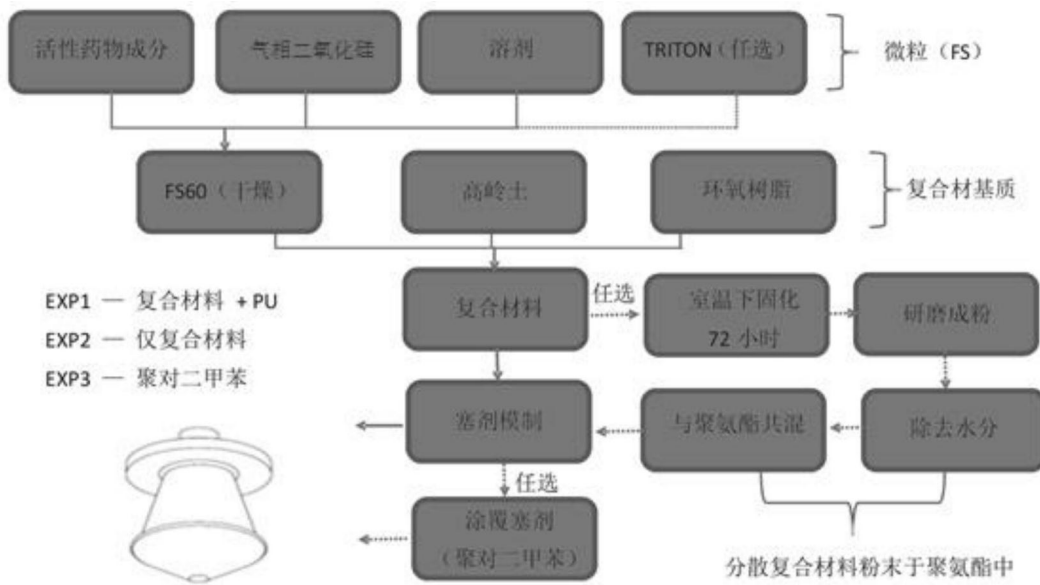 活性药物成分
气相二氧化硅
溶剂
TRITON（任选）
微粒（FS）
FS60（干燥）
高岭土
环氧树脂
复合材基质
EXP1 — 复合材料 + PU
EXP2 — 仅复合材料
EXP3 — 聚对二甲苯
复合材料
任选
室温下固化
72 小时
研磨成粉
塞剂模制
与聚氨酯共混
除去水分
任选
涂覆塞剂
（聚对二甲苯）
分散复合材料粉末于聚氨酯中